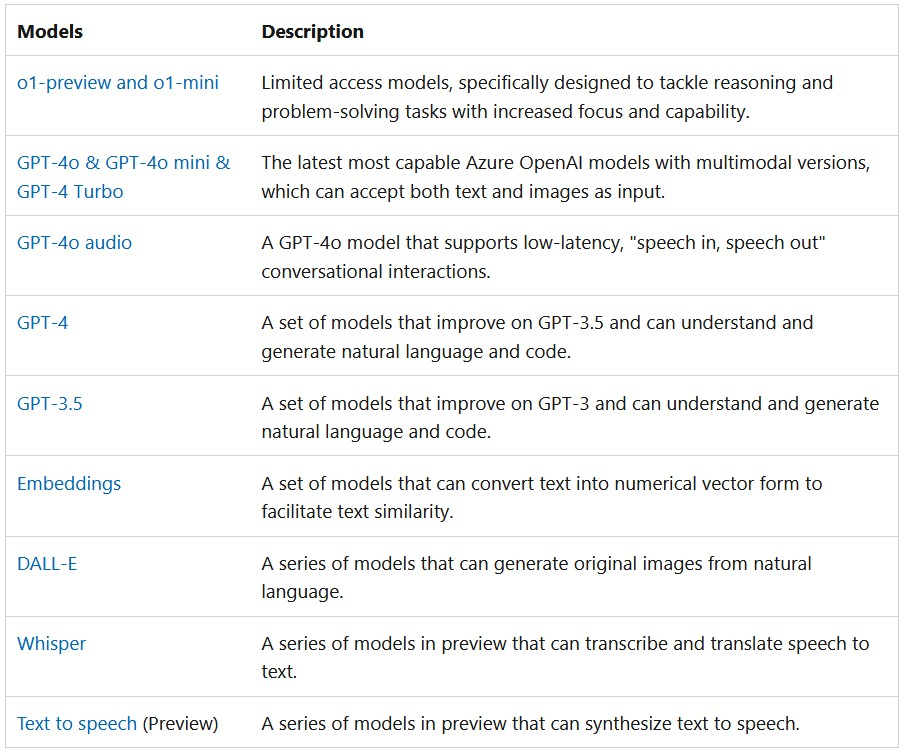 Models Description
o1-preview and o1-mini Limited access models, specifically designed to tackle reasoning and
problem-solving tasks with increased focus and capability.
GPT-4o & GPT-4o mini & The latest most capable Azure OpenAI models with multimodal versions,
GPT-4 Turbo which can accept both text and images as input.
GPT-4o audio A GPT-4o model that supports low-latency, "speech in, speech out"
conversational interactions.
GPT-4 A set of models that improve on GPT-3.5 and can understand and
generate natural language and code.
GPT-3.5 A set of models that improve on GPT-3 and can understand and generate
natural language and code.
Embeddings A set of models that can convert text into numerical vector form to
facilitate text similarity.
DALL-E A series of models that can generate original images from natural
language.
Whisper A series of models in preview that can transcribe and translate speech to
text.
Text to speech (Preview) A series of models in preview that can synthesize text to speech.